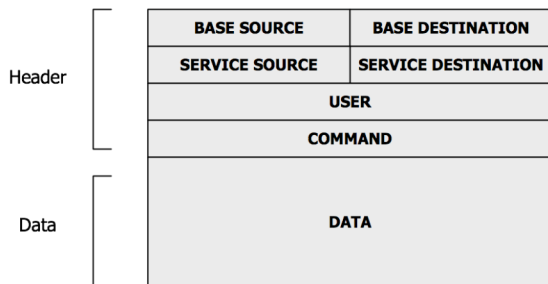 BASE SOURCE BASE DESTINATION
SERVICE SOURCE SERVICE DESTINATION
Header
USER
COMMAND
Data
DATA